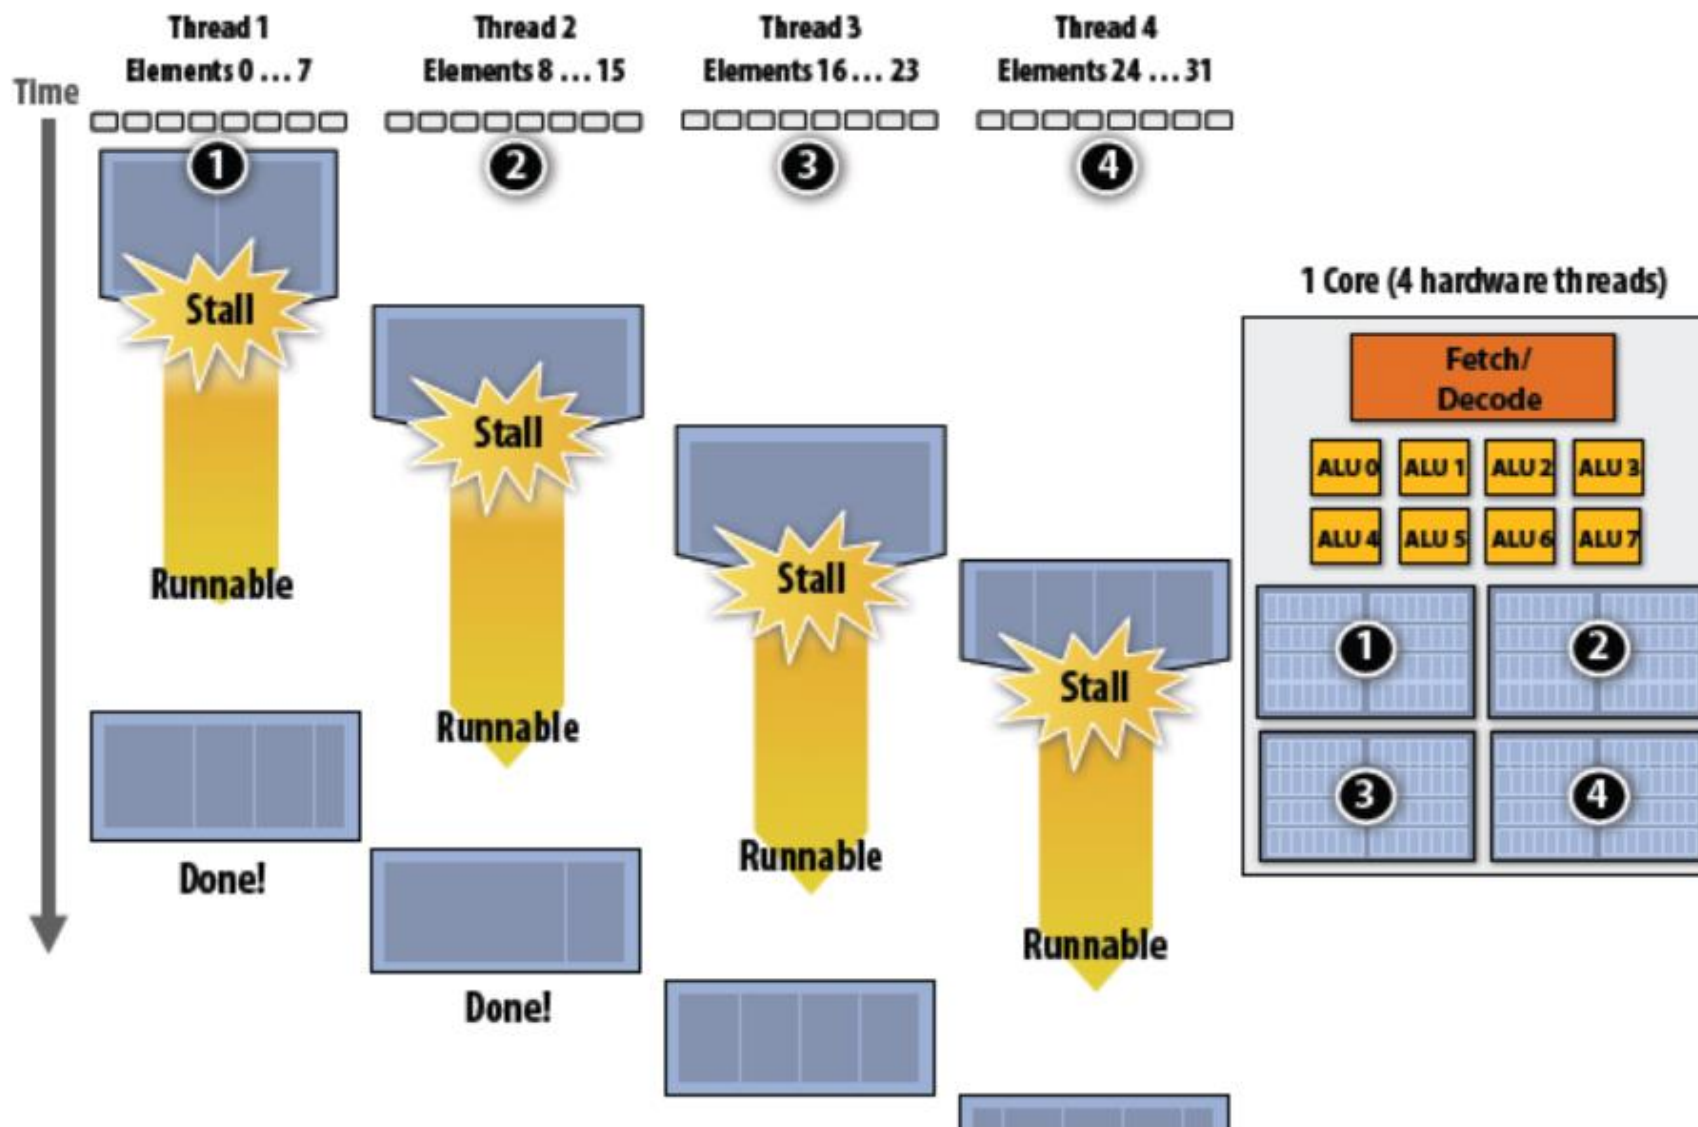 Thread 1
Elements 0 ... 7
Thread 2
Elements 8 ... 15
Thread 3
Elements 16 ... 23
Thread 4
Elements 24 ... 31
Time
1
2
3
4
1 Core (4 hardware threads)
Fetch/
Decode
ALU 0
ALU 1
ALU 2
ALU 3
ALU 4
ALU 5
ALU 6
ALU 7
1
2
3
4
Stall
Stall
Stall
Stall
Runnable
Runnable
Runnable
Runnable
Done!
Done!